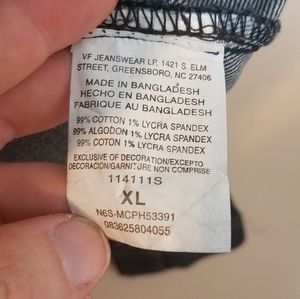 VF JEANSWEAR LP, 1421 S. ELM
STREET, GREENSBORO, NC 27406
MADE IN BANGLADESH
HECHO EN BANGLADESH
FABRIQUE AU BANGLADESH
99% COTTON 1% LYCRA SPANDEX
99% ALGODON 1% LYCRA SPANDEX
99% COTON 1% LYCRA SPANDEX
EXCLUSIVE OF DECORATION/EXCEPTO
DECORACION/GARNITURE NON COMPRISE
114111S
XL
N6S-MCPH53391
083625804055